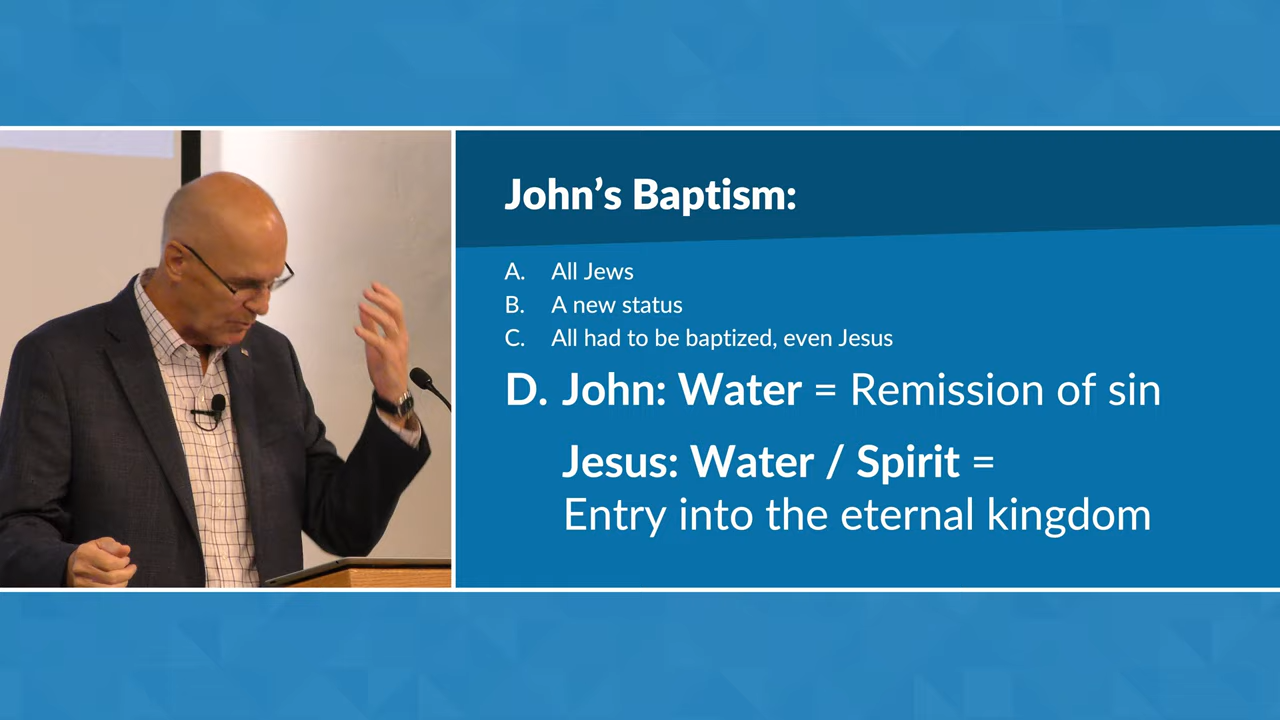 John’s Baptism:
A. All Jews
B. A new status
C. All had to be baptized, even Jesus
D. John: Water = Remission of sin
Jesus: Water / Spirit =
Entry into the eternal kingdom